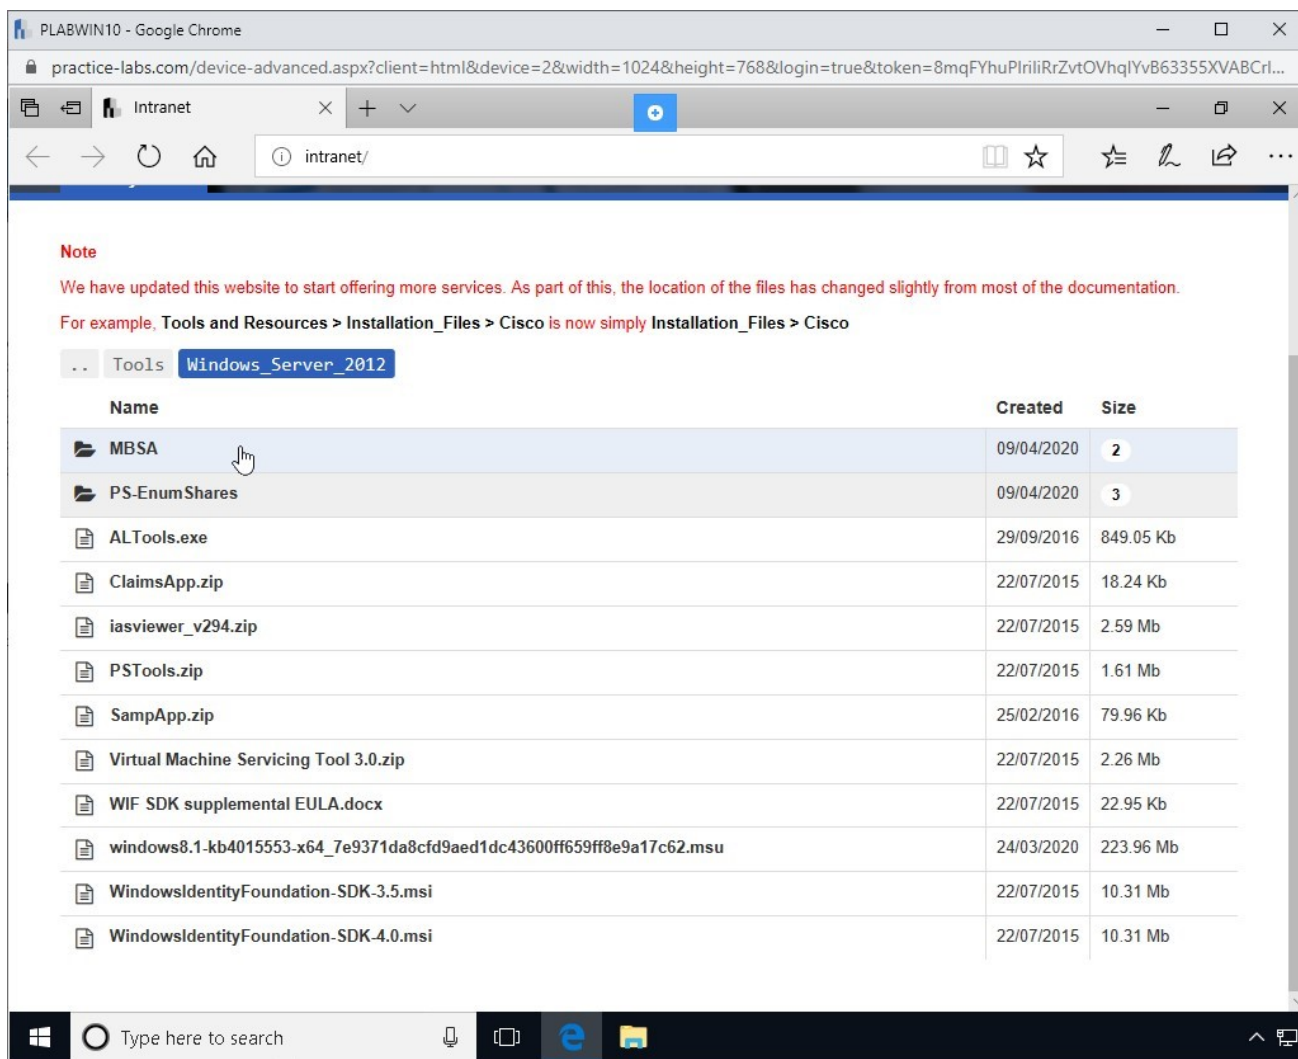 PLABWIN10 - Google Chrome
practice-labs.com/device-advanced.aspx?client=html&device=2&width=1024&height=768&login=true&token=8mqFYhuPIriIiRrZvtOVhqIYvB63355XVABCrI...
Intranet
intranet/
Note
We have updated this website to start offering more services. As part of this, the location of the files has changed slightly from most of the documentation.
For example, Tools and Resources > Installation_Files > Cisco is now simply Installation_Files > Cisco
.. Tools Windows_Server_2012
Name Created Size
MBSA 09/04/2020 2
PS-EnumShares 09/04/2020 3
ALTools.exe 29/09/2016 849.05 Kb
ClaimsApp.zip 22/07/2015 18.24 Kb
iasviewer_v294.zip 22/07/2015 2.59 Mb
PSTools.zip 22/07/2015 1.61 Mb
SampApp.zip 25/02/2016 79.96 Kb
Virtual Machine Servicing Tool 3.0.zip 22/07/2015 2.26 Mb
WIF SDK supplemental EULA.docx 22/07/2015 22.95 Kb
windows8.1-kb4015553-x64_7e9371da8cfd9aed1dc43600ff659ff8e9a17c62.msu 24/03/2020 223.96 Mb
WindowsIdentityFoundation-SDK-3.5.msi 22/07/2015 10.31 Mb
WindowsIdentityFoundation-SDK-4.0.msi 22/07/2015 10.31 Mb
Type here to search